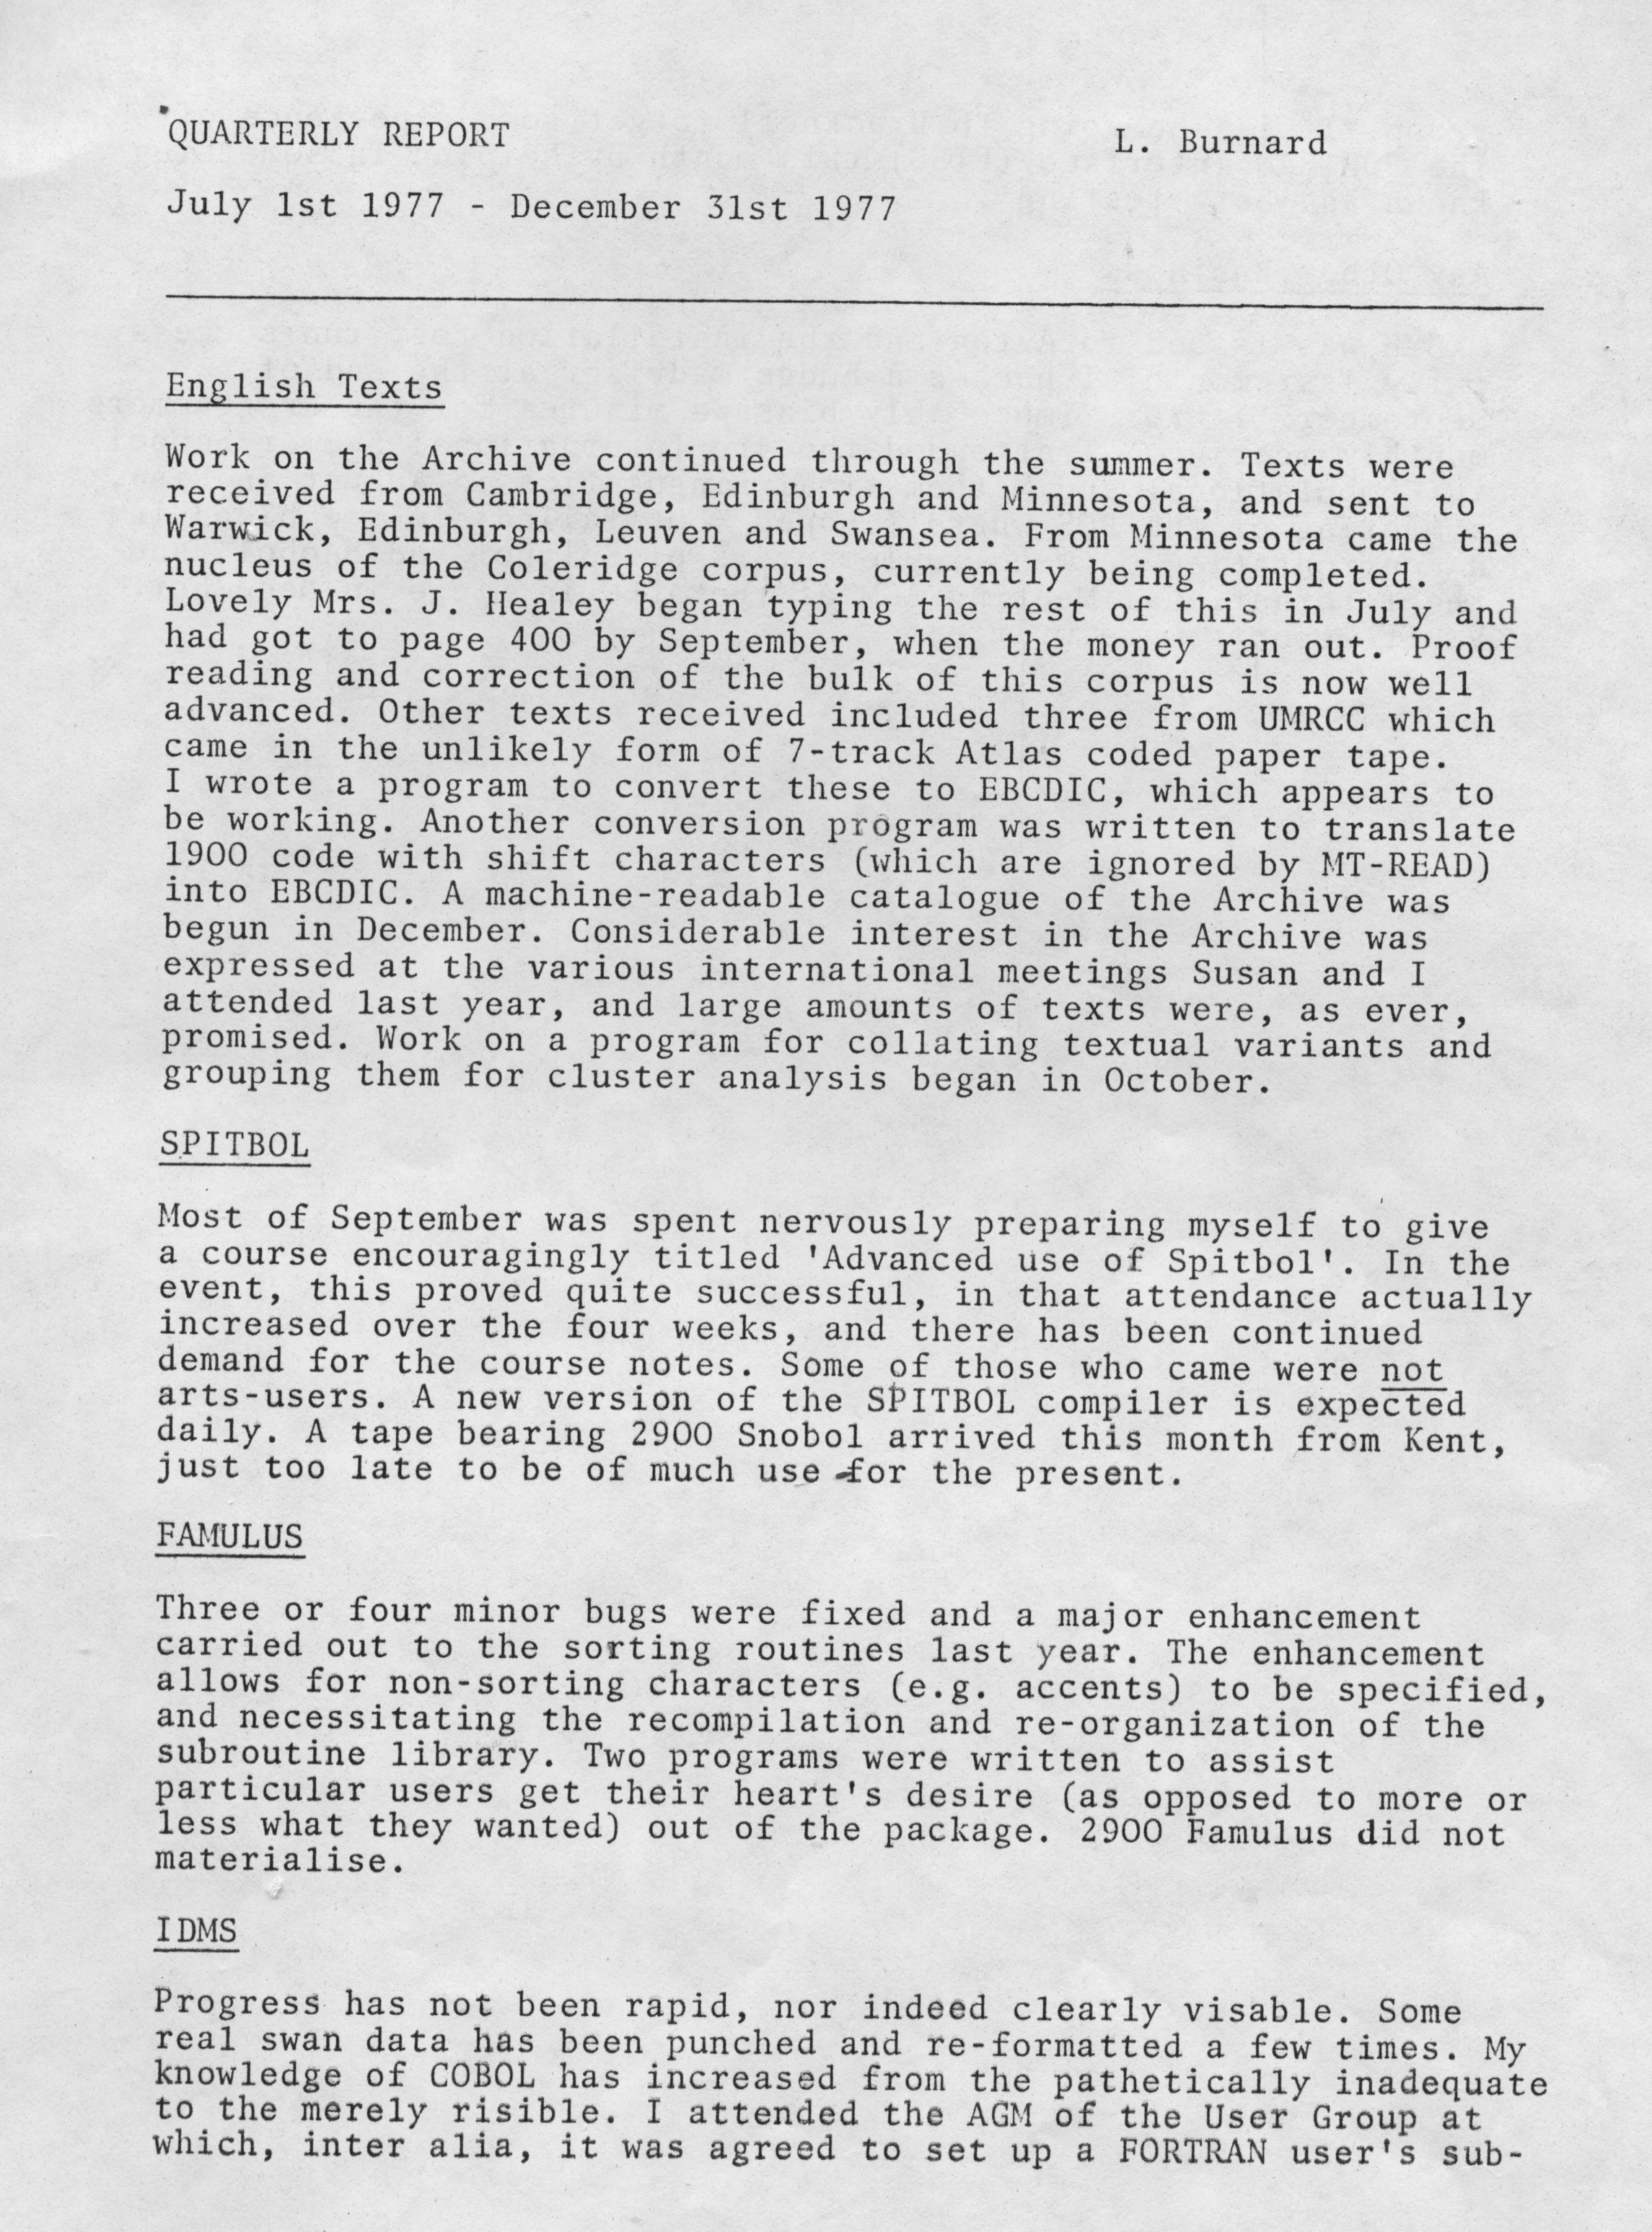 QUARTERLY REPORT L. Burnard
July 1st 1977 - December 31st 1977
English Texts
Work on the Archive continued through the summer. Texts were
received from Cambridge, Edinburgh and Minnesota, and sent to
Warwick, Edinburgh, Leuven and Swansea. From Minnesota came the
nucleus of the Coleridge corpus, currently being completed.
Lovely Mrs. J. Healey began typing the rest of this in July and
had got to page 400 by September, when the money ran out. Proof
reading and correction of the bulk of this corpus is now well
advanced. Other texts received included three from UMRCC which
came in the unlikely form of 7-track Atlas coded paper tape.
I wrote a program to convert these to EBCDIC, which appears to
be working. Another conversion program was written to translate
1900 code with shift characters (which are ignored by MT-READ)
into EBCDIC. A machine-readable catalogue of the Archive was
begun in December. Considerable interest in the Archive was
expressed at the various international meetings Susan and I
attended last year, and large amounts of texts were, as ever,
promised. Work on a program for collating textual variants and
grouping them for cluster analysis began in October.
SPITBOL
Most of September was spent nervously preparing myself to give
a course encouragingly titled 'Advanced use of Spitbol'. In the
event, this proved quite successful, in that attendance actually
increased over the four weeks, and there has been continued
demand for the course notes. Some of those who came were not
arts-users. A new version of the SPITBOL compiler is expected
daily. A tape bearing 2900 Snobol arrived this month from Kent,
just too late to be of much use for the present.
FAMULUS
Three or four minor bugs were fixed and a major enhancement
carried out to the sorting routines last year. The enhancement
allows for non-sorting characters (e.g. accents) to be specified,
and necessitating the recompilation and re-organization of the
subroutine library. Two programs were written to assist
particular users get their heart's desire (as opposed to more or
less what they wanted) out of the package. 2900 Famulus did not
materialise.
IDMS
Progress has not been rapid, nor indeed clearly visable. Some
real swan data has been punched and re-formatted a few times. My
knowledge of COBOL has increased from the pathetically inadequate
to the merely risible. I attended the AGM of the User Group at
which, inter alia, it was agreed to set up a FORTRAN user's sub-